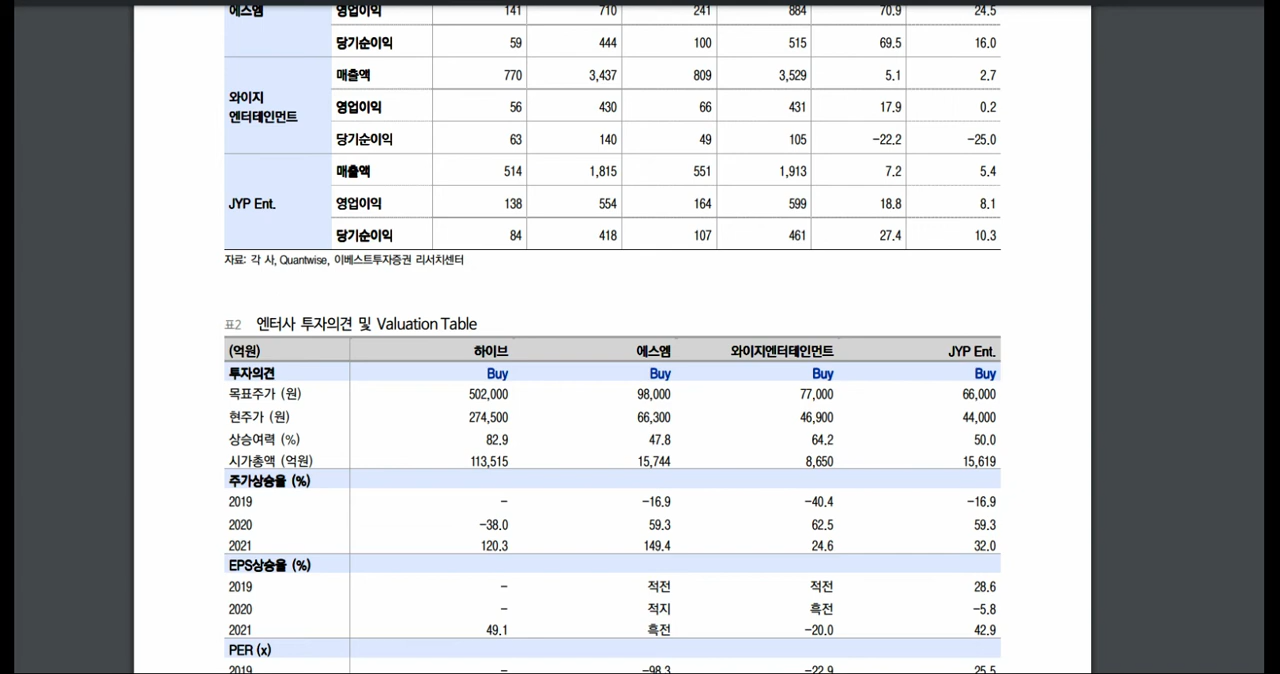 에스엠 영업이익 141 710 241 884 70.9 24.5
당기순이익 59 444 100 515 69.5 16.0
와이지
엔터테인먼트
매출액 770 3,437 809 3,529 5.1 2.7
영업이익 56 430 66 431 17.9 0.2
당기순이익 63 140 49 105 -22.2 -25.0
JYP Ent.
매출액 514 1,815 551 1,913 7.2 5.4
영업이익 138 554 164 599 18.8 8.1
당기순이익 84 418 107 461 27.4 10.3
자료: 각 사, Quantwise, 이베스트투자증권 리서치센터
표2 엔터사 투자의견 및 Valuation Table
(억원) 하이브 에스엠 와이지엔터테인먼트 JYP Ent.
투자의견 Buy Buy Buy Buy
목표주가 (원) 502,000 98,000 77,000 66,000
현주가 (원) 274,500 66,300 46,900 44,000
상승여력 (%) 82.9 47.8 64.2 50.0
시가총액 (억원) 113,515 15,744 8,650 15,619
주가상승율 (%)
2019 - -16.9 -40.4 -16.9
2020 -38.0 59.3 62.5 59.3
2021 120.3 149.4 24.6 32.0
EPS상승율 (%)
2019 - 적전 적전 28.6
2020 - 적지 흑전 -5.8
2021 49.1 흑전 -20.0 42.9
PER (x)
2019 - -98.3 -22.9 25.5